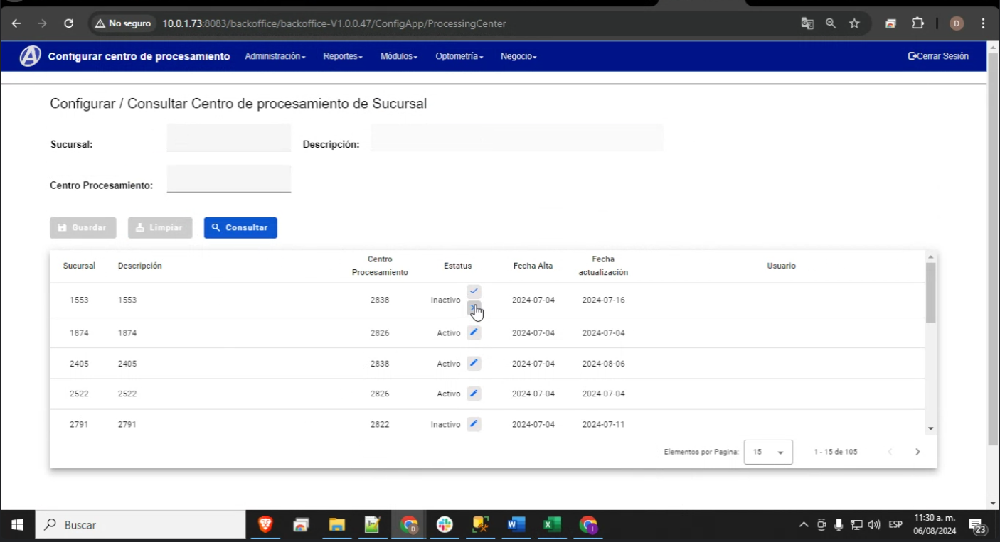 No seguro 10.0.1.73:8083/backoffice/backoffice-V1.0.0.47/ConfigApp/ProcessingCenter D
Configurar centro de procesamiento Administración Reportes Módulos Optometría Negocio Cerrar Sesión
Configurar / Consultar Centro de procesamiento de Sucursal
Sucursal: Descripción:
Centro Procesamiento:
Guardar Limpiar Consultar
Sucursal Descripción Centro Procesamiento Estatus Fecha Alta Fecha actualización Usuario
1553 1553 2838 Inactivo 2024-07-04 2024-07-16
1874 1874 2826 Activo 2024-07-04 2024-07-04
2405 2405 2838 Activo 2024-07-04 2024-08-06
2522 2522 2826 Activo 2024-07-04 2024-07-04
2791 2791 2822 Inactivo 2024-07-04 2024-07-11
Elementos por Pagina: 15 1 - 15 de 105
Buscar ESP 11:30 a. m.
06/08/2024 23